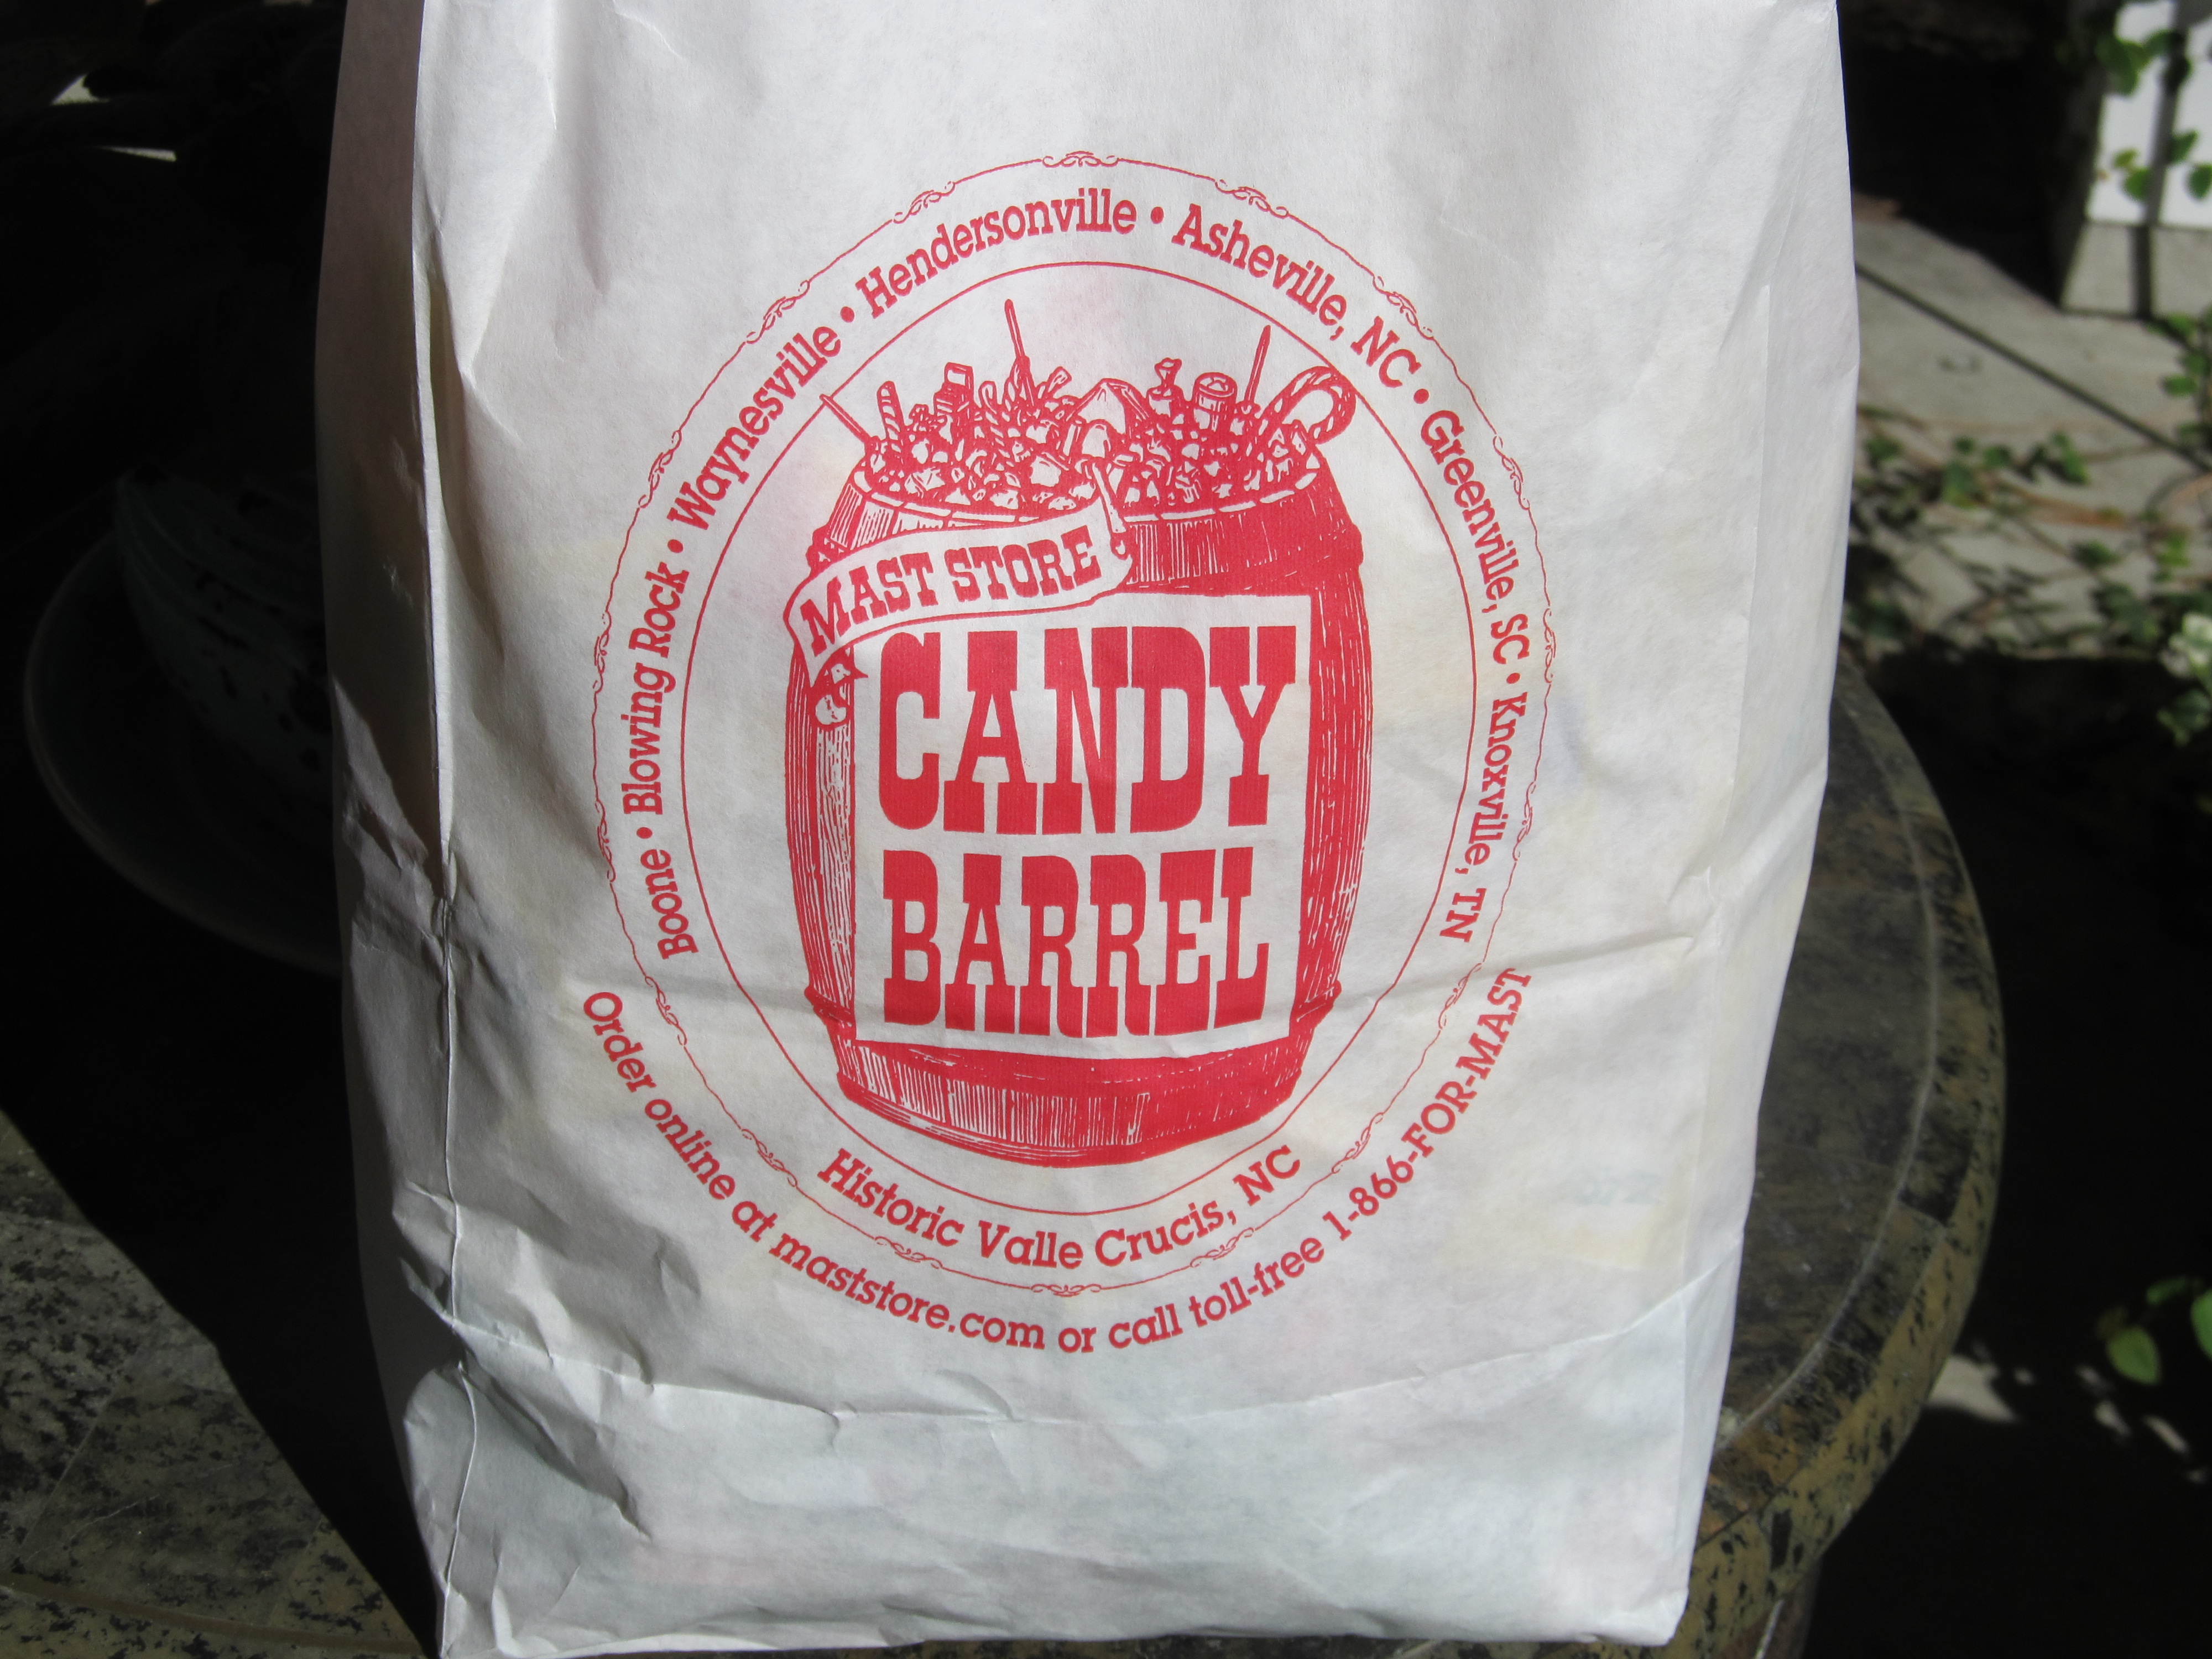 Boone • Blowing Rock • Waynesville • Hendersonville • Asheville, NC • Greenville, SC • Knoxville, TN
MAST STORE
CANDY
BARREL
Historic Valle Crucis, NC
Order online at maststore.com or call toll-free 1-866-FOR-MAST